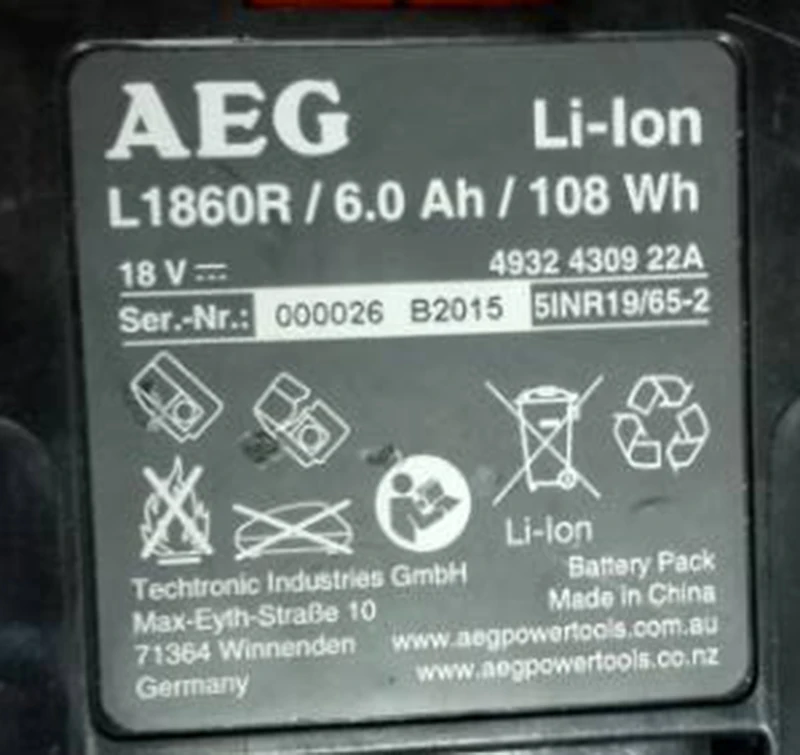 AEG Li-Ion
L1860R / 6.0 Ah / 108 Wh
18 V 4932 4309 22A
Ser.-Nr.: 000026 B2015 5INR19/65-2
Li-Ion
Techtronic Industries GmbH
Max-Eyth-Straße 10
71364 Winnenden
Germany
Battery Pack
Made in China
www.aegpowertools.com.au
www.aegpowertools.co.nz